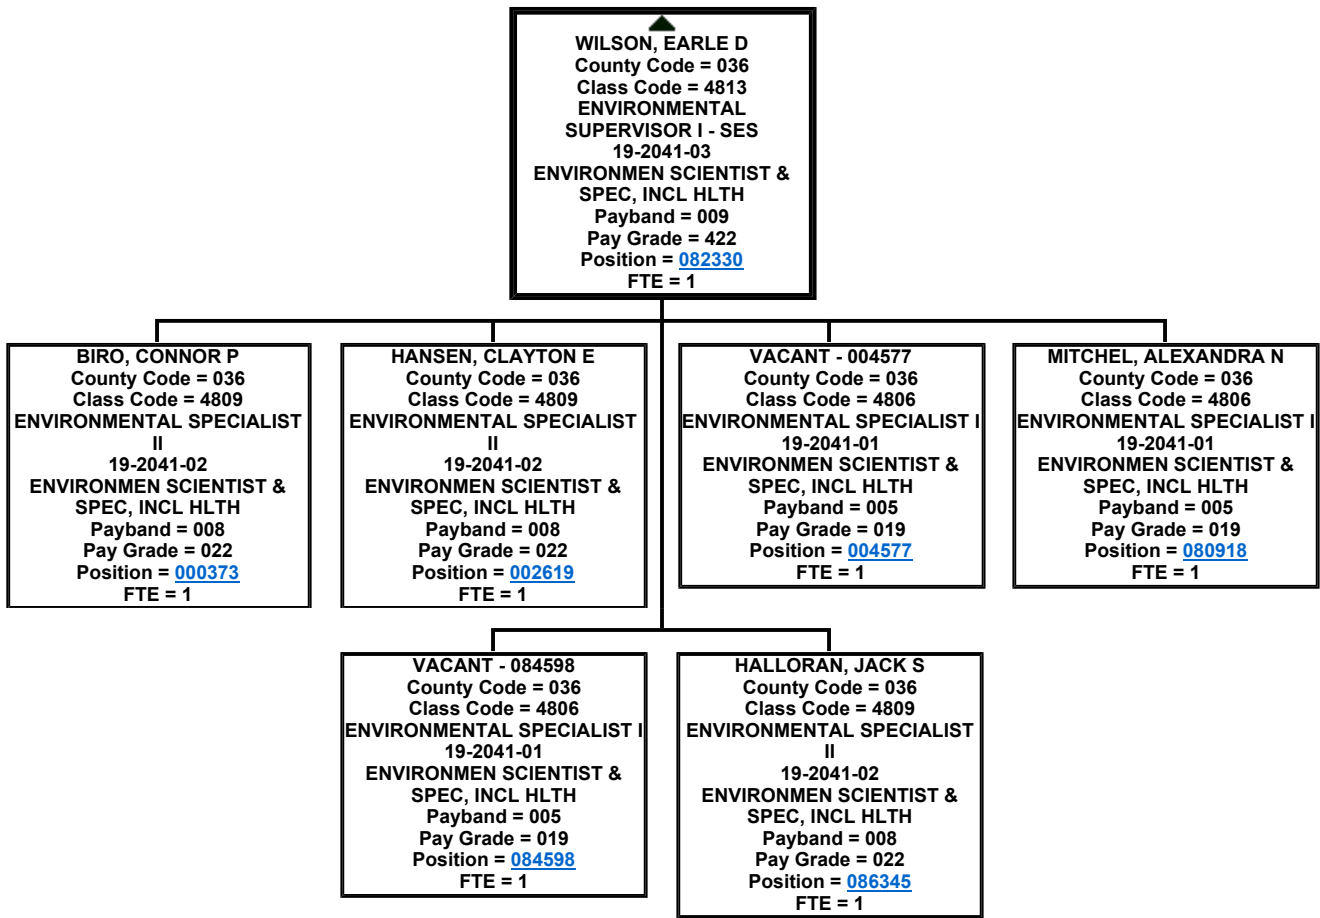 WILSON, EARLE D
County Code = 036
Class Code = 4813
ENVIRONMENTAL
SUPERVISOR I - SES
19-2041-03
ENVIRONMEN SCIENTIST &
SPEC, INCL HLTH
Payband = 009
Pay Grade = 422
Position = 082330
FTE = 1
BIRO, CONNOR P
County Code = 036
Class Code = 4809
ENVIRONMENTAL SPECIALIST
II
19-2041-02
ENVIRONMEN SCIENTIST &
SPEC, INCL HLTH
Payband = 008
Pay Grade = 022
Position = 000373
FTE = 1
HANSEN, CLAYTON E
County Code = 036
Class Code = 4809
ENVIRONMENTAL SPECIALIST
II
19-2041-02
ENVIRONMEN SCIENTIST &
SPEC, INCL HLTH
Payband = 008
Pay Grade = 022
Position = 002619
FTE = 1
VACANT - 004577
County Code = 036
Class Code = 4806
ENVIRONMENTAL SPECIALIST I
19-2041-01
ENVIRONMEN SCIENTIST &
SPEC, INCL HLTH
Payband = 005
Pay Grade = 019
Position = 004577
FTE = 1
MITCHEL, ALEXANDRA N
County Code = 036
Class Code = 4806
ENVIRONMENTAL SPECIALIST I
19-2041-01
ENVIRONMEN SCIENTIST &
SPEC, INCL HLTH
Payband = 005
Pay Grade = 019
Position = 080918
FTE = 1
VACANT - 084598
County Code = 036
Class Code = 4806
ENVIRONMENTAL SPECIALIST I
19-2041-01
ENVIRONMEN SCIENTIST &
SPEC, INCL HLTH
Payband = 005
Pay Grade = 019
Position = 084598
FTE = 1
HALLORAN, JACK S
County Code = 036
Class Code = 4809
ENVIRONMENTAL SPECIALIST
II
19-2041-02
ENVIRONMEN SCIENTIST &
SPEC, INCL HLTH
Payband = 008
Pay Grade = 022
Position = 086345
FTE = 1